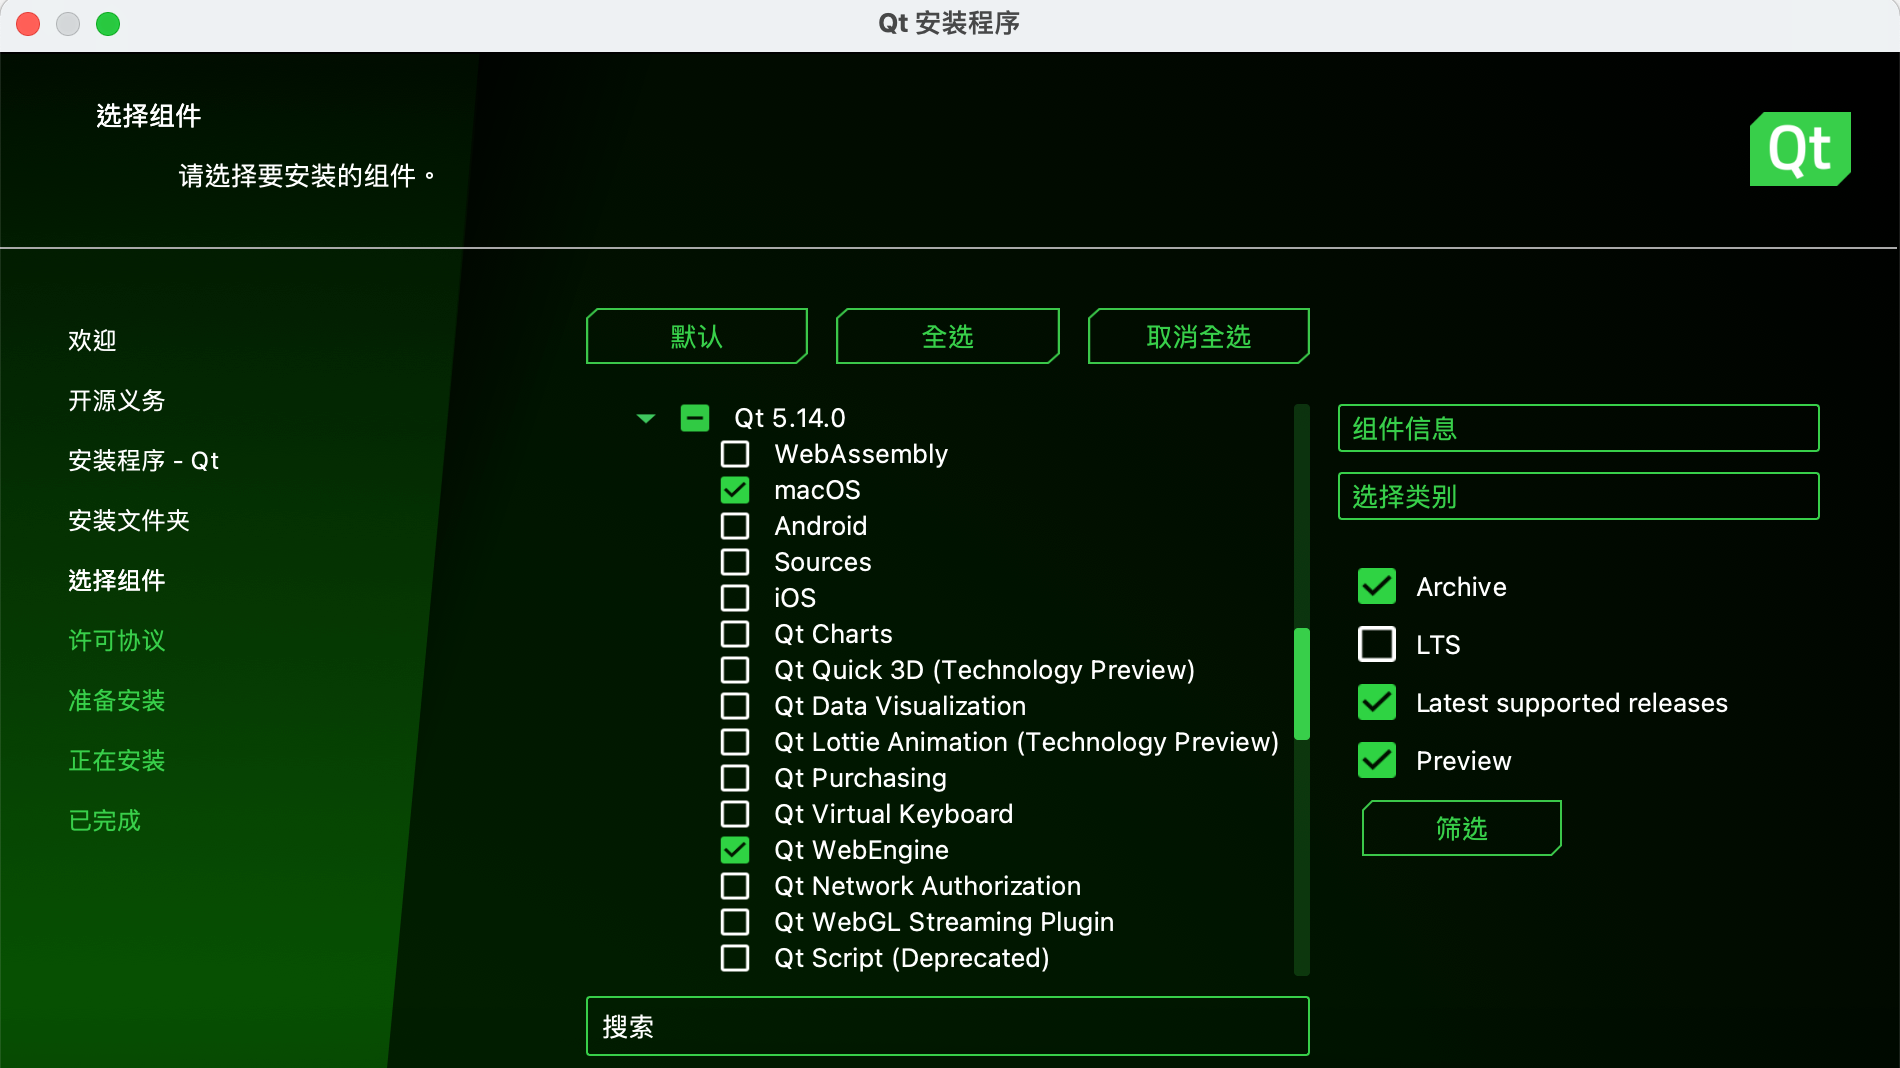 Qt 安装程序
选择组件
请选择要安装的组件。
Qt
欢迎
开源义务
安装程序 - Qt
安装文件夹
选择组件
许可协议
准备安装
正在安装
已完成
默认
全选
取消全选
Qt 5.14.0
WebAssembly
macOS
Android
Sources
iOS
Qt Charts
Qt Quick 3D (Technology Preview)
Qt Data Visualization
Qt Lottie Animation (Technology Preview)
Qt Purchasing
Qt Virtual Keyboard
Qt WebEngine
Qt Network Authorization
Qt WebGL Streaming Plugin
Qt Script (Deprecated)
搜索
组件信息
选择类别
Archive
LTS
Latest supported releases
Preview
筛选